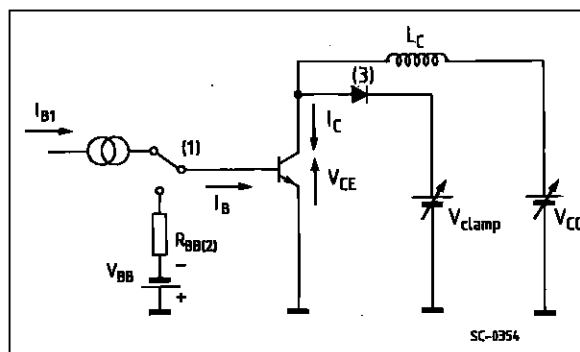 L_C
(3)
I_B1
(1)
I_C
I_B
V_CE
R_BB(2)
V_BB
−
+
V_clamp
V_CC
SC-0354